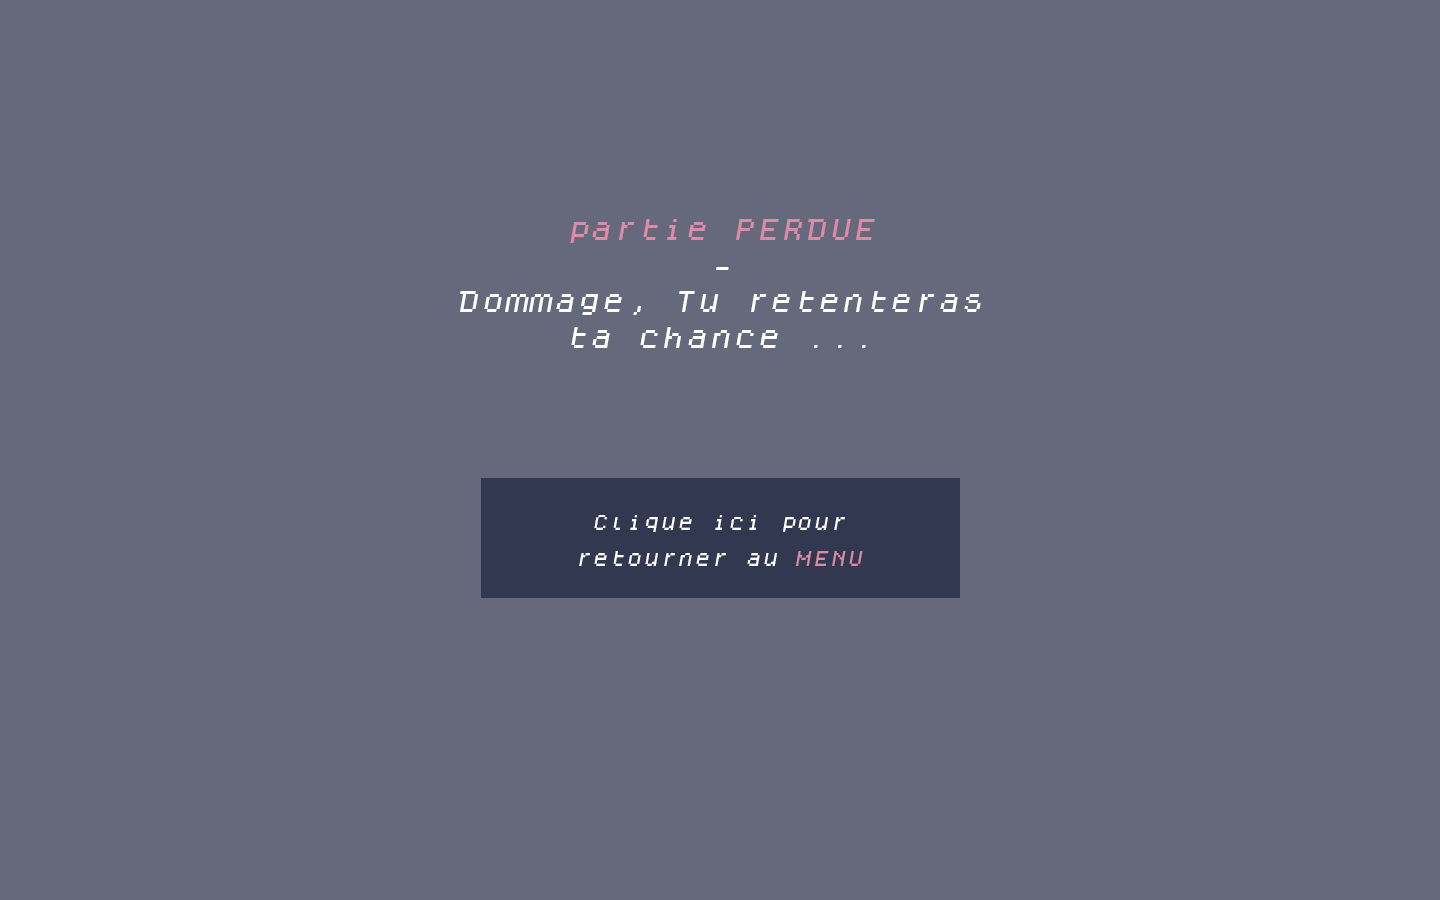 partie PERDUE
-
Dommage, Tu retenteras
ta chance ...
Clique ici pour
retourner au MENU